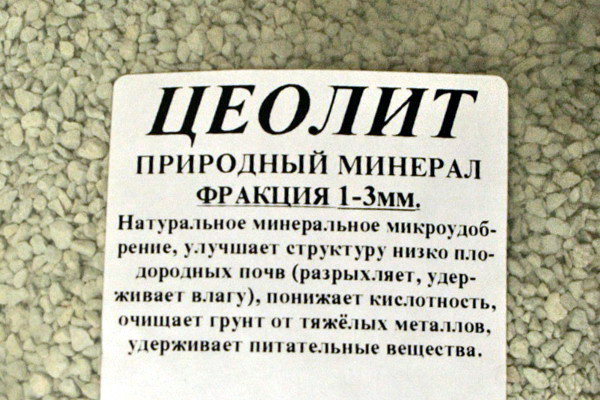 ЦЕОЛИТ
ПРИРОДНЫЙ МИНЕРАЛ
ФРАКЦИЯ 1-3мм.
Натуральное минеральное микроудоб-
рение, улучшает структуру низко пло-
дородных почв (разрыхляет, удер-
живает влагу), понижает кислотность,
очищает грунт от тяжёлых металлов,
удерживает питательные вещества.